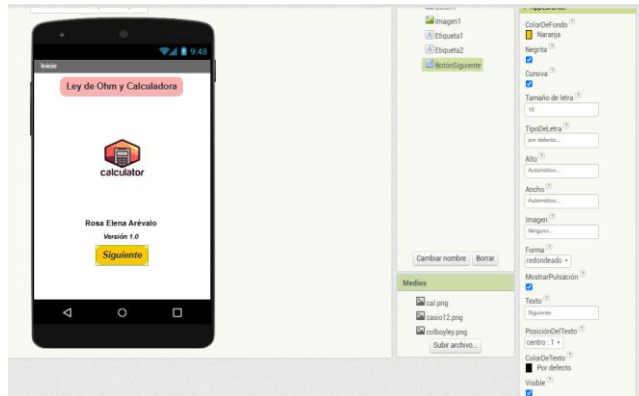 9:48
Inicio
Ley de Ohm y Calculadora
calculator
Rosa Elena Arévalo
Versión 1.0
Siguiente
Imagen1
Etiqueta1
Etiqueta2
BotónSiguiente
Cambiar nombre Borrar
Medios
cal.png
casio12.png
colboyley.png
Subir archivo...
ColorDeFondo
Naranja
Negrita
Cursiva
Tamaño de letra
TipoDeLetra
por defecto...
Alto
Automático...
Ancho
Automático...
Imagen
Ninguno...
Forma
redondeado
MostrarPulsación
Texto
Siguiente
PosiciónDelTexto
centro : 1
ColorDeTexto
Por defecto
Visible